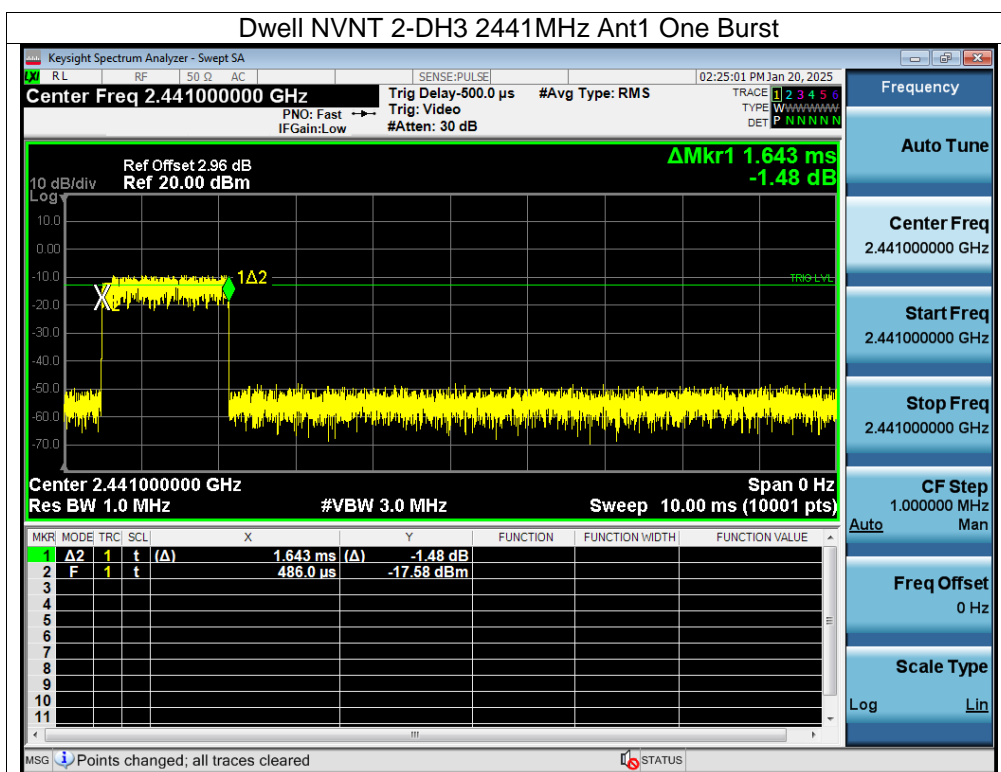 Dwell NVNT 2-DH3 2441MHz Ant1 One Burst
Keysight Spectrum Analyzer - Swept SA
LXI RL RF 50 Ω AC SENSE:PULSE 02:25:01 PM Jan 20, 2025
Center Freq 2.441000000 GHz Trig Delay-500.0 µs #Avg Type: RMS TRACE 1 2 3 4 5 6
PNO: Fast Trig: Video TYPE WWWWWWW
IFGain:Low #Atten: 30 dB DET P N N N N N
Frequency
ΔMkr1 1.643 ms
-1.48 dB
Ref Offset 2.96 dB
10 dB/div Ref 20.00 dBm
Log
10.0
0.00
-10.0
-20.0
-30.0
-40.0
-50.0
-60.0
-70.0
1Δ2
TRIG LVL
Center 2.441000000 GHz Span 0 Hz
Res BW 1.0 MHz #VBW 3.0 MHz Sweep 10.00 ms (10001 pts)
MKR MODE TRC SCL X Y FUNCTION FUNCTION WIDTH FUNCTION VALUE
1 Δ2 1 t (Δ) 1.643 ms (Δ) -1.48 dB
2 F 1 t 486.0 µs -17.58 dBm
3
4
5
6
7
8
9
10
11
MSG Points changed; all traces cleared STATUS
Auto Tune
Center Freq
2.441000000 GHz
Start Freq
2.441000000 GHz
Stop Freq
2.441000000 GHz
CF Step
1.000000 MHz
Auto Man
Freq Offset
0 Hz
Scale Type
Log Lin